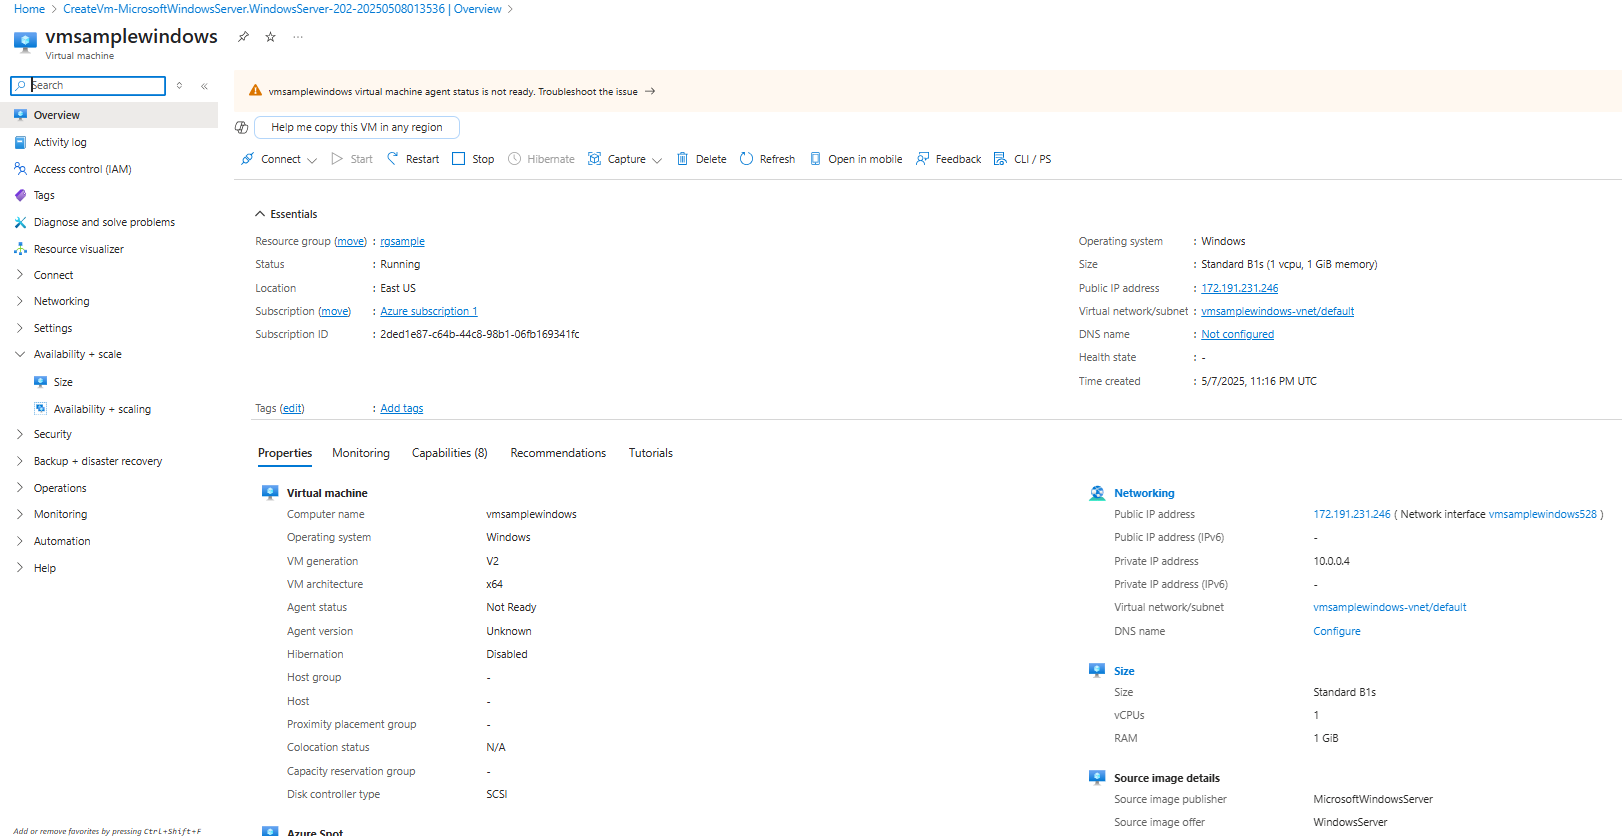 Home > CreateVm-MicrosoftWindowsServer.WindowsServer-202-20250508013536 | Overview >
vmsamplewindows
Virtual machine
Search
Overview
Activity log
Access control (IAM)
Tags
Diagnose and solve problems
Resource visualizer
Connect
Networking
Settings
Availability + scale
Size
Availability + scaling
Security
Backup + disaster recovery
Operations
Monitoring
Automation
Help
Add or remove favorites by pressing Ctrl+Shift+F
vmsamplewindows virtual machine agent status is not ready. Troubleshoot the issue →
Help me copy this VM in any region
Connect Start Restart Stop Hibernate Capture Delete Refresh Open in mobile Feedback CLI / PS
Essentials
Resource group (move) : rgsample
Status : Running
Location : East US
Subscription (move) : Azure subscription 1
Subscription ID : 2ded1e87-c64b-44c8-98b1-06fb169341fc
Operating system : Windows
Size : Standard B1s (1 vcpu, 1 GiB memory)
Public IP address : 172.191.231.246
Virtual network/subnet : vmsamplewindows-vnet/default
DNS name : Not configured
Health state : -
Time created : 5/7/2025, 11:16 PM UTC
Tags (edit) : Add tags
Properties Monitoring Capabilities (8) Recommendations Tutorials
Virtual machine
Computer name vmsamplewindows
Operating system Windows
VM generation V2
VM architecture x64
Agent status Not Ready
Agent version Unknown
Hibernation Disabled
Host group -
Host -
Proximity placement group -
Colocation status N/A
Capacity reservation group -
Disk controller type SCSI
Azure Spot
Networking
Public IP address 172.191.231.246 ( Network interface vmsamplewindows528 )
Public IP address (IPv6) -
Private IP address 10.0.0.4
Private IP address (IPv6) -
Virtual network/subnet vmsamplewindows-vnet/default
DNS name Configure
Size
Size Standard B1s
vCPUs 1
RAM 1 GiB
Source image details
Source image publisher MicrosoftWindowsServer
Source image offer WindowsServer